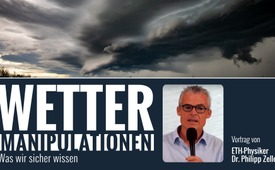 WETTER
MANIPULATIONEN
Was wir sicher wissen
Vortrag von
ETH-Physiker
Dr. Philipp Zeller